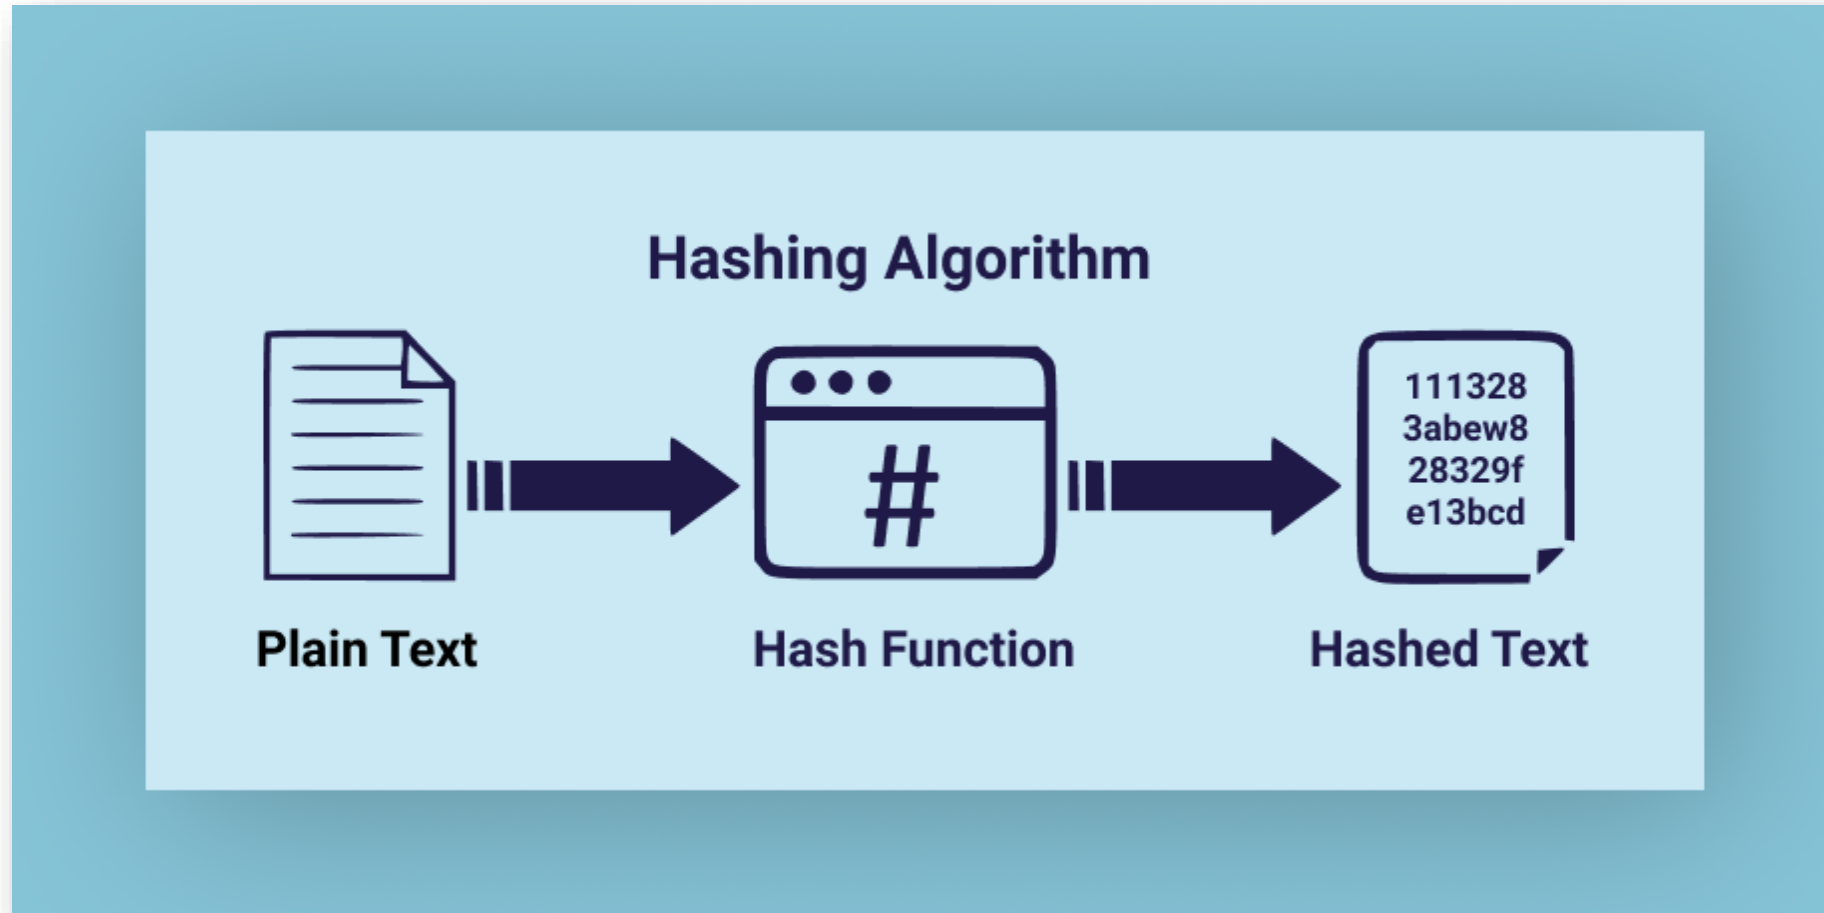 Hashing Algorithm
#
111328
3abew8
28329f
e13bcd
Plain Text
Hash Function
Hashed Text